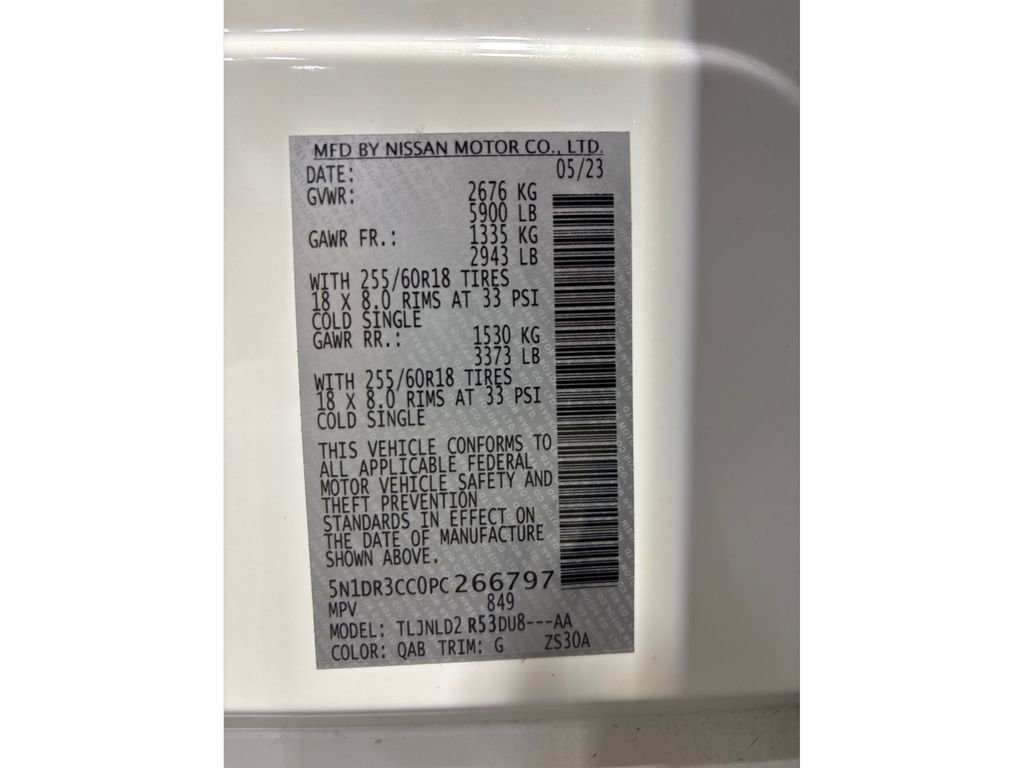 MFD BY NISSAN MOTOR CO., LTD.
DATE: 05/23
GVWR: 2676 KG
5900 LB
GAWR FR.: 1335 KG
2943 LB
WITH 255/60R18 TIRES
18 X 8.0 RIMS AT 33 PSI
COLD SINGLE
GAWR RR.: 1530 KG
3373 LB
WITH 255/60R18 TIRES
18 X 8.0 RIMS AT 33 PSI
COLD SINGLE
THIS VEHICLE CONFORMS TO
ALL APPLICABLE FEDERAL
MOTOR VEHICLE SAFETY AND
THEFT PREVENTION
STANDARDS IN EFFECT ON
THE DATE OF MANUFACTURE
SHOWN ABOVE.
5N1DR3CC0PC266797
MPV 849
MODEL: TLJNLD2 R53DU8---AA
COLOR: QAB TRIM: G ZS30A